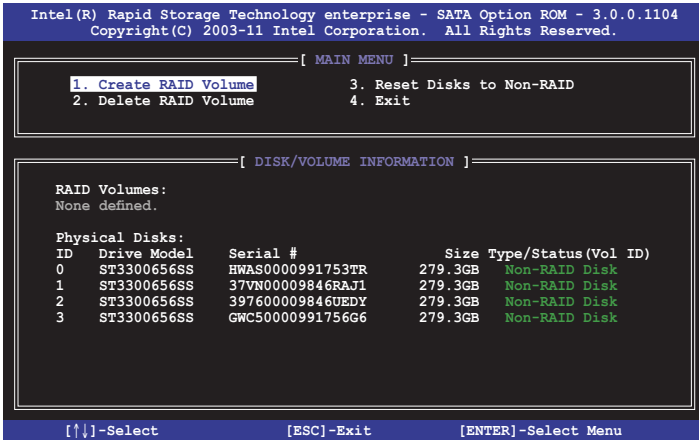 Intel(R) Rapid Storage Technology enterprise - SATA Option ROM - 3.0.0.1104
Copyright(C) 2003-11 Intel Corporation.  All Rights Reserved.
[ MAIN MENU ]
1. Create RAID Volume 3. Reset Disks to Non-RAID
2. Delete RAID Volume 4. Exit
[ DISK/VOLUME INFORMATION ]
RAID Volumes:
None defined.
Physical Disks:
ID Drive Model Serial # Size Type/Status(Vol ID)
0 ST3300656SS HWAS0000991753TR 279.3GB Non-RAID Disk
1 ST3300656SS 37VN00009846RAJ1 279.3GB Non-RAID Disk
2 ST3300656SS 397600009846UEDY 279.3GB Non-RAID Disk
3 ST3300656SS GWC50000991756G6 279.3GB Non-RAID Disk
[↑↓]-Select [ESC]-Exit [ENTER]-Select Menu